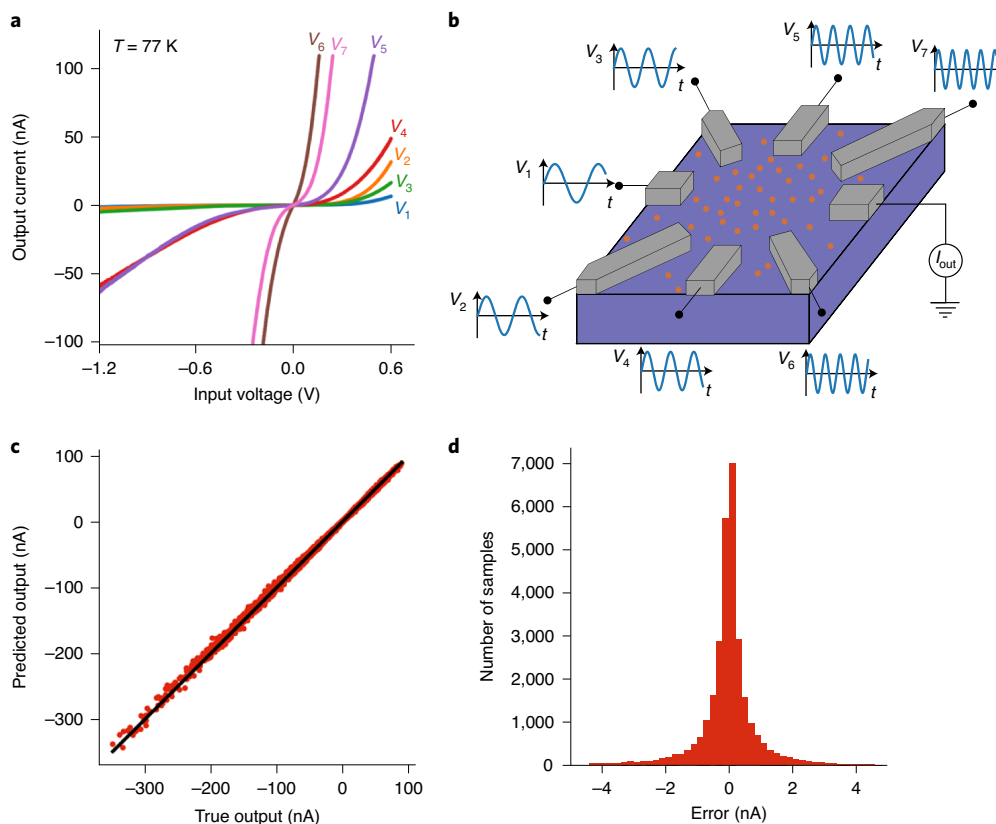 a
T = 77 K
V6
V7
V5
V4
V2
V3
V1
100
50
0
−50
−100
−1.2
−0.6
0.0
0.6
Output current (nA)
Input voltage (V)
b
V3
t
V5
t
V7
t
V1
t
V2
t
V4
t
V6
t
Iout
c
100
0
−100
−200
−300
−300
−200
−100
0
100
Predicted output (nA)
True output (nA)
d
7,000
6,000
5,000
4,000
3,000
2,000
1,000
0
−4
−2
0
2
4
Number of samples
Error (nA)